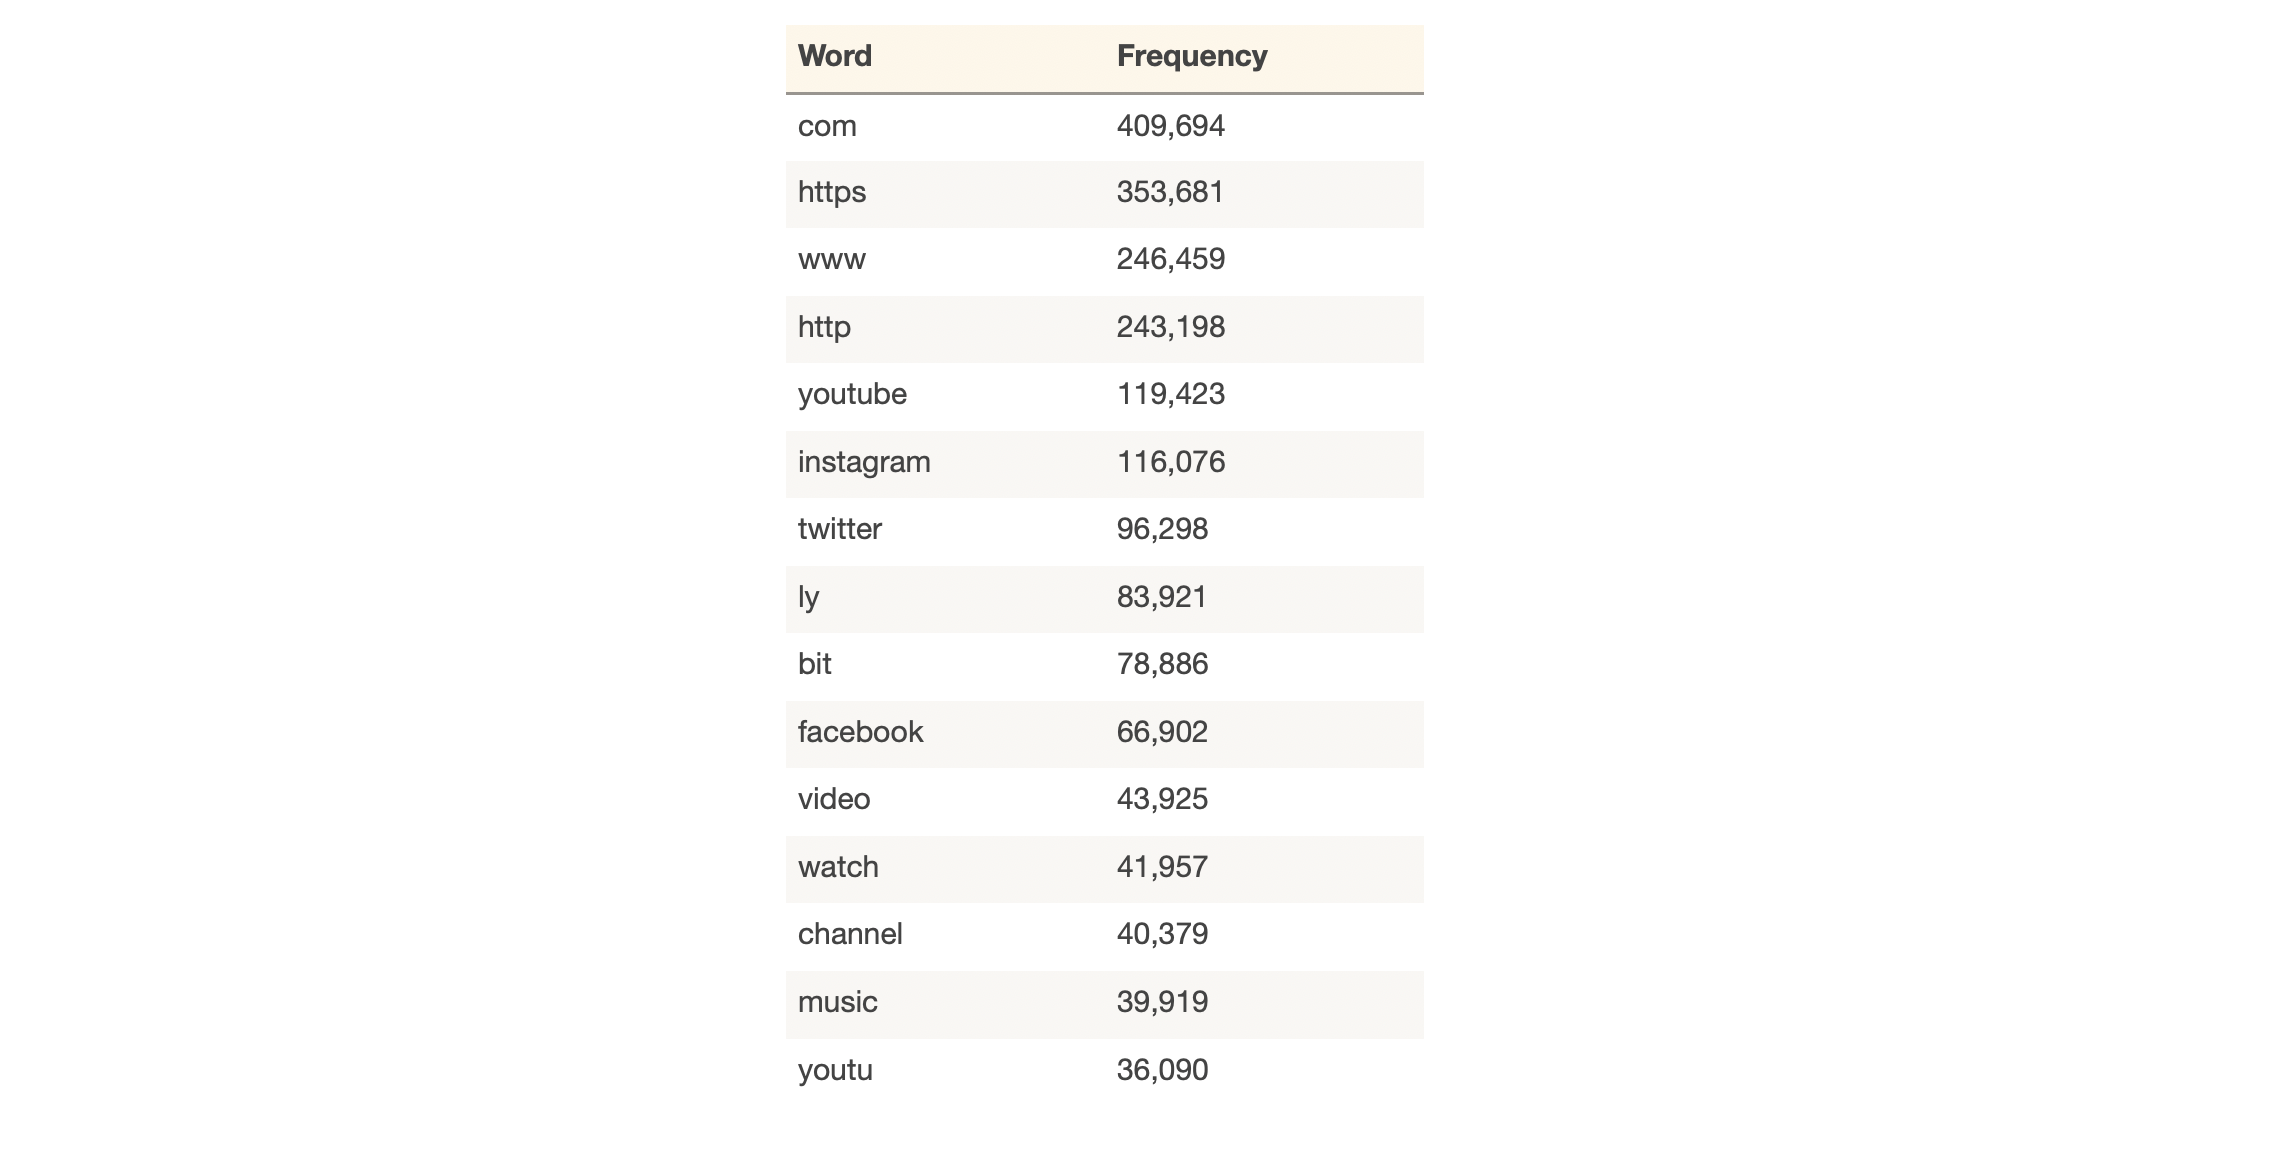 Word Frequency
com 409,694
https 353,681
www 246,459
http 243,198
youtube 119,423
instagram 116,076
twitter 96,298
ly 83,921
bit 78,886
facebook 66,902
video 43,925
watch 41,957
channel 40,379
music 39,919
youtu 36,090